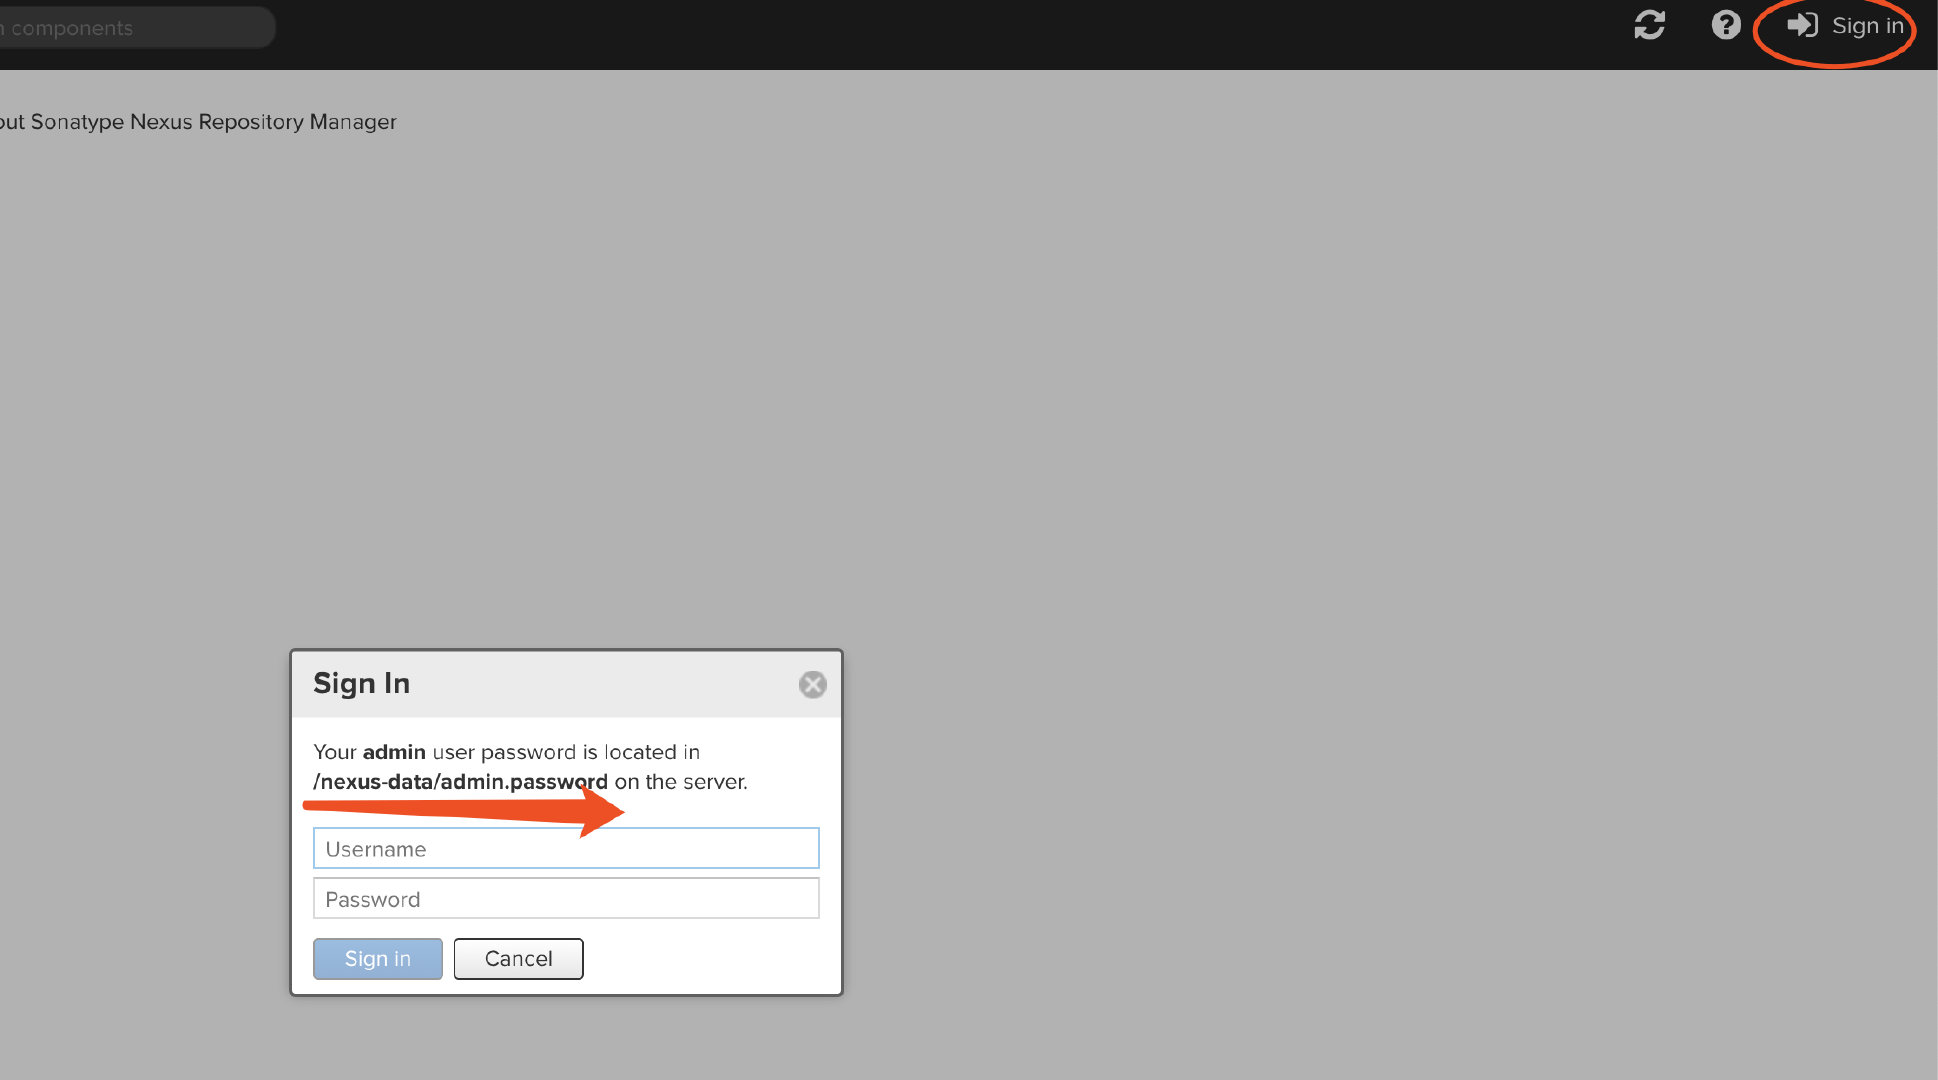 components
Sign in
Sonatype Nexus Repository Manager
Sign In
Your admin user password is located in
/nexus-data/admin.password on the server.
Username
Password
Sign in
Cancel